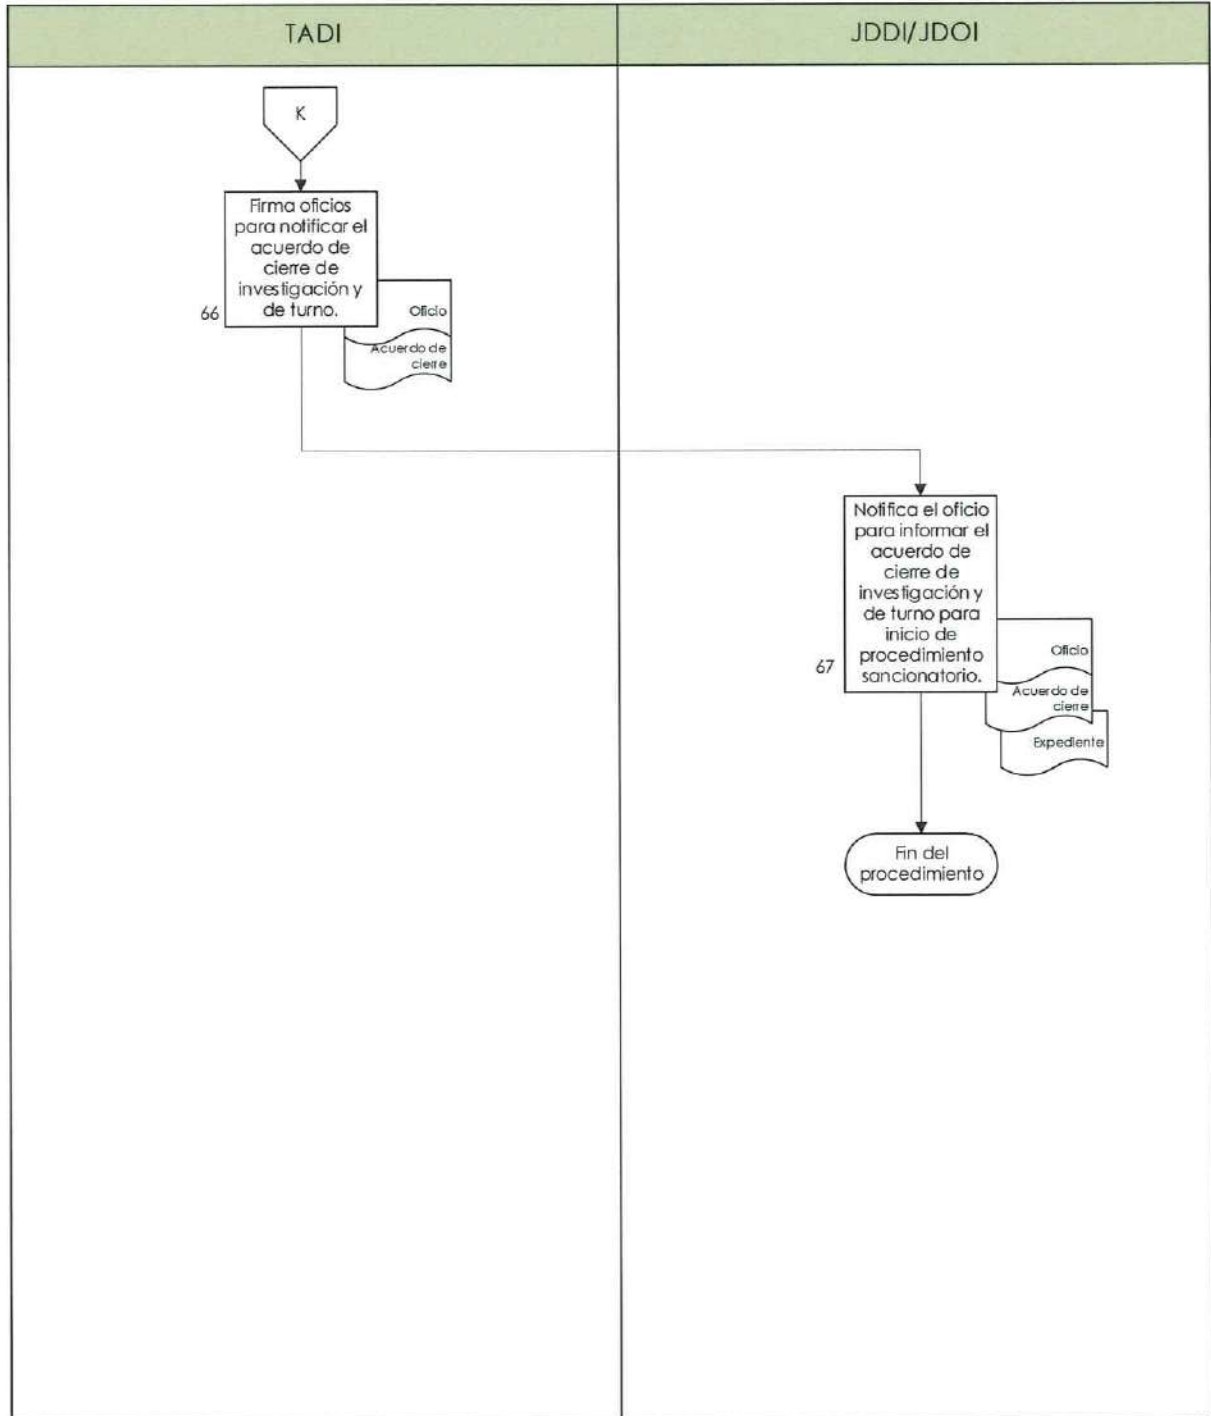 TADI
JDDI/JDOI
K
Firma oficios
para notificar el
acuerdo de
cierre de
investigación y
de turno.
66
Oficio
Acuerdo de
cierre
Notifica el oficio
para informar el
acuerdo de
cierre de
investigación y
de turno para
inicio de
procedimiento
sancionatorio.
67
Oficio
Acuerdo de
cierre
Expediente
Fin del
procedimiento